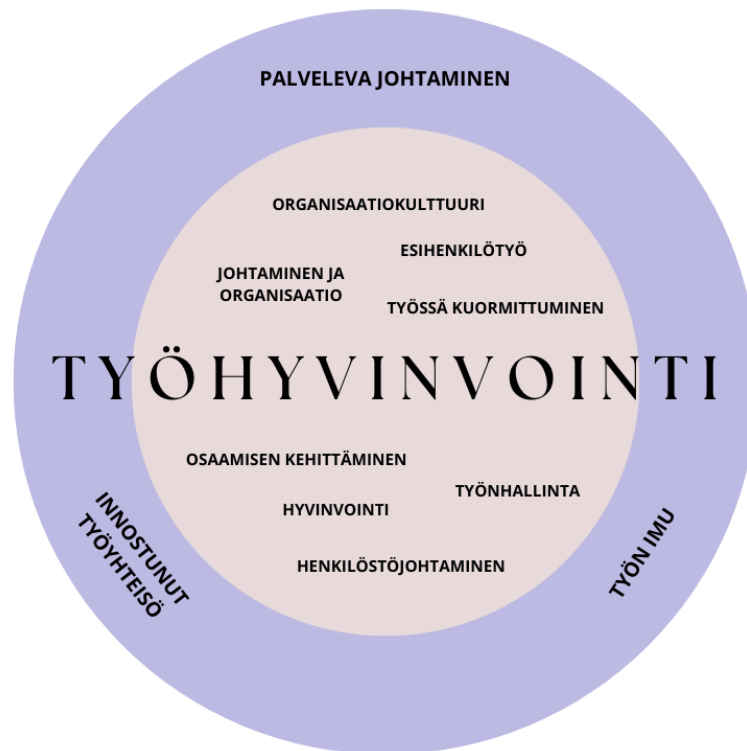 PALVELEVA JOHTAMINEN
ORGANISAATIOKULTTUURI
ESIHENKILÖTYÖ
JOHTAMINEN JA
ORGANISAATIO
TYÖSSÄ KUORMITTUMINEN
TYÖHYVINVOINTI
OSAAMISEN KEHITTÄMINEN
TYÖNHALLINTA
HYVINVOINTI
HENKILÖSTÖJOHTAMINEN
INNOSTUNUT
TYÖYHTEISÖ
TYÖN IMU